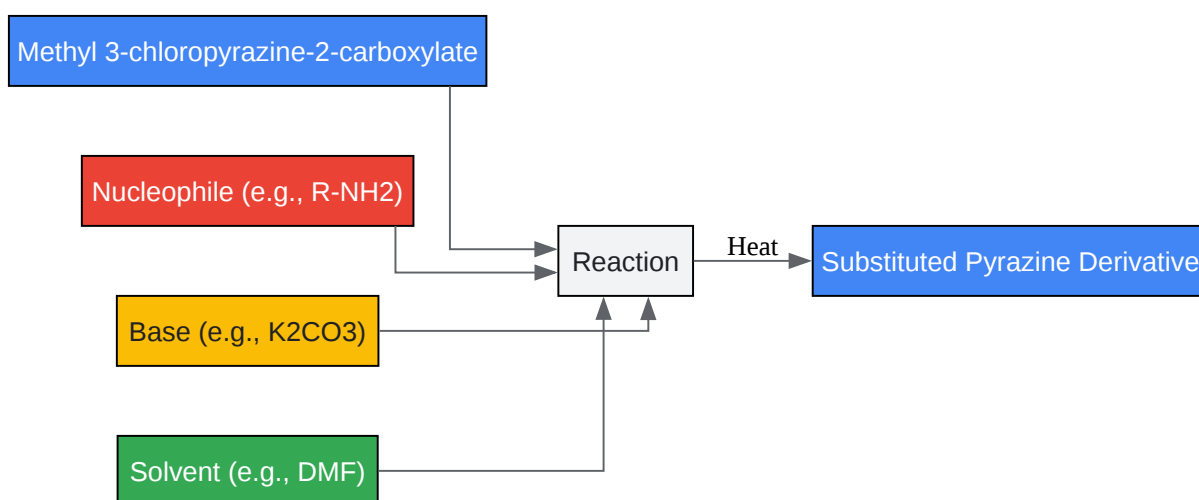 Methyl 3-chloropyrazine-2-carboxylate
Nucleophile (e.g., R-NH2)
Reaction
Heat
Substituted Pyrazine Derivative
Base (e.g., K2CO3)
Solvent (e.g., DMF)